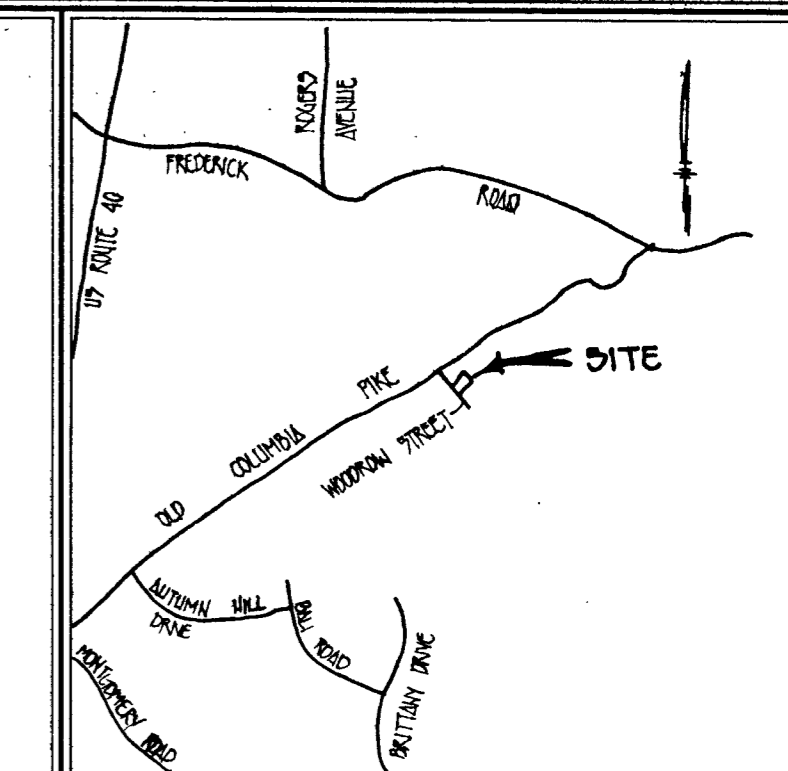 ROGERS
AVENUE
FREDERICK
ROAD
US ROUTE 40
SITE
OLD COLUMBIA PIKE
WOODROW STREET
AUTUMN HILL
DRIVE
ROAD
BRITTANY DRIVE
MONTGOMERY ROAD